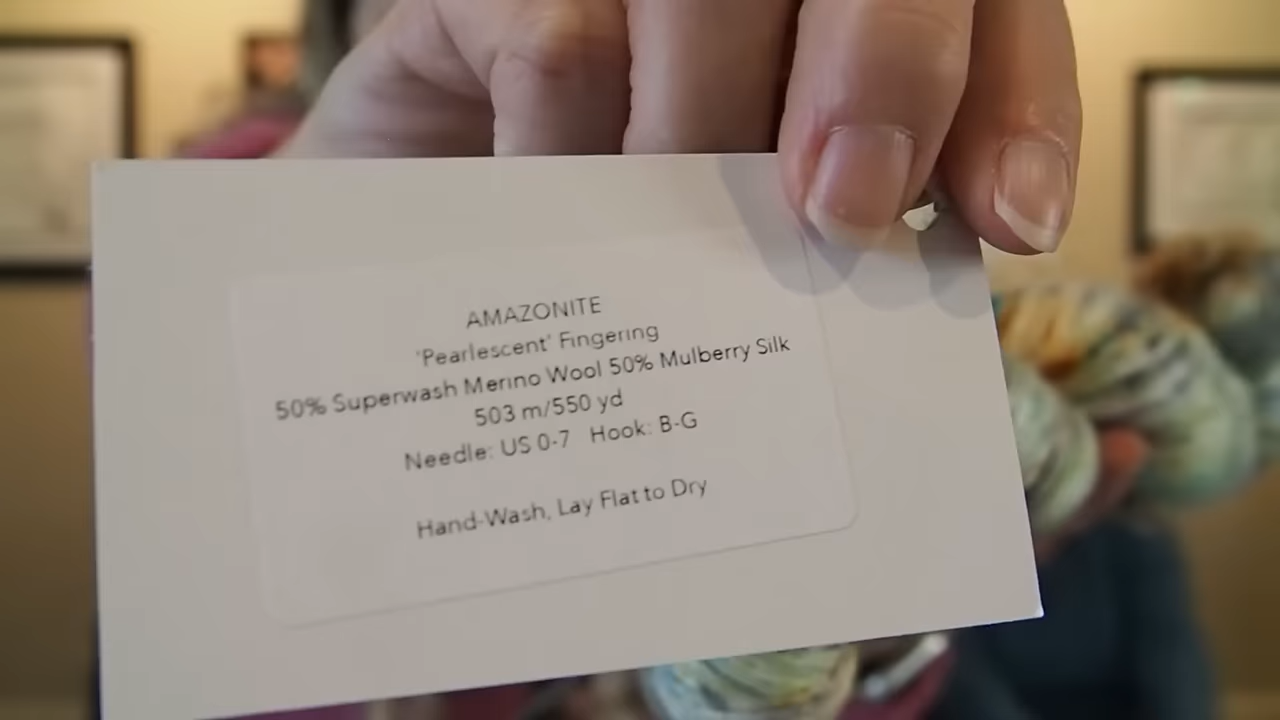 AMAZONITE
'Pearlescent' Fingering
50% Superwash Merino Wool 50% Mulberry Silk
503 m/550 yd
Needle: US 0-7 Hook: B-G
Hand-Wash, Lay Flat to Dry